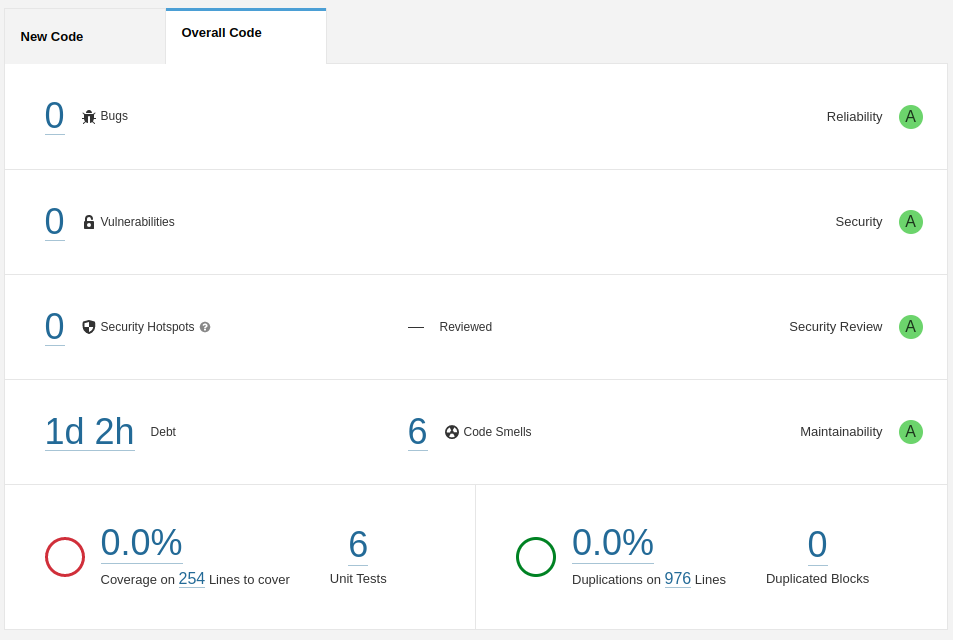 New Code
Overall Code
0 Bugs Reliability A
0 Vulnerabilities Security A
0 Security Hotspots ? — Reviewed Security Review A
1d 2h Debt 6 Code Smells Maintainability A
0.0% 6 0.0% 0
Coverage on 254 Lines to cover Unit Tests Duplications on 976 Lines Duplicated Blocks